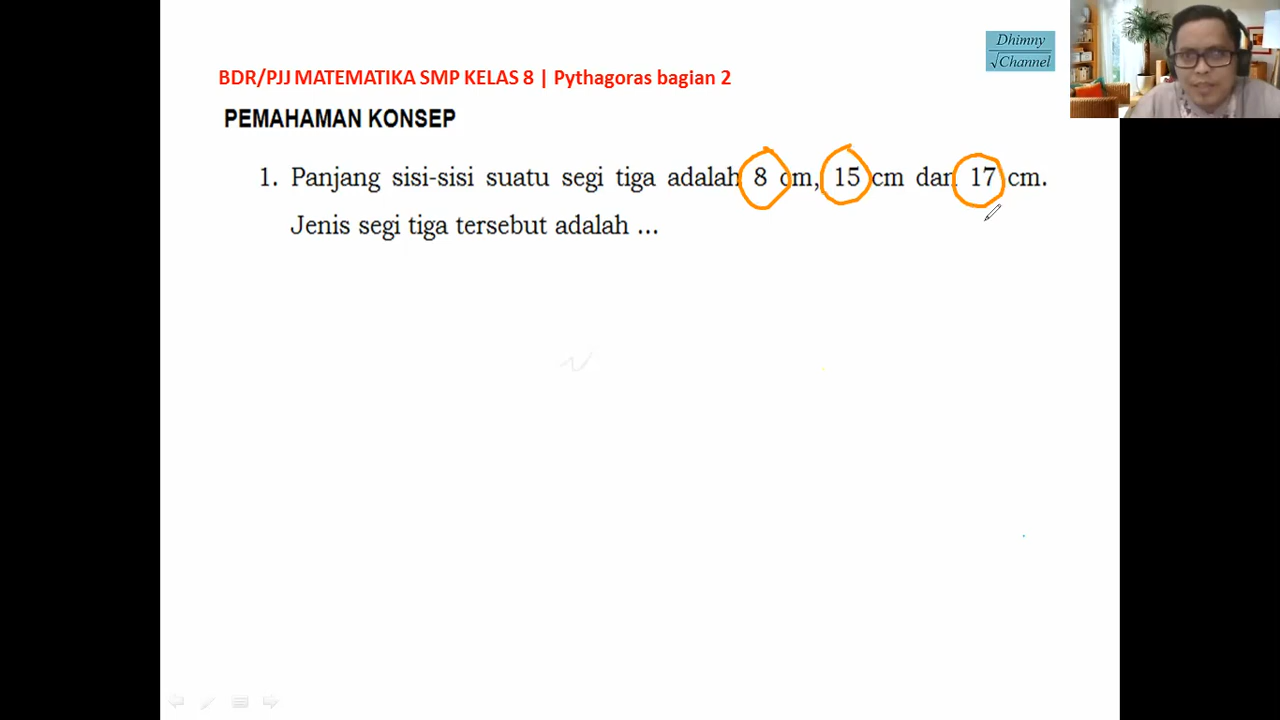 Dhimny
√Channel
BDR/PJJ MATEMATIKA SMP KELAS 8 | Pythagoras bagian 2
PEMAHAMAN KONSEP
1. Panjang sisi-sisi suatu segi tiga adalah 8 cm, 15 cm dan 17 cm.
Jenis segi tiga tersebut adalah ...